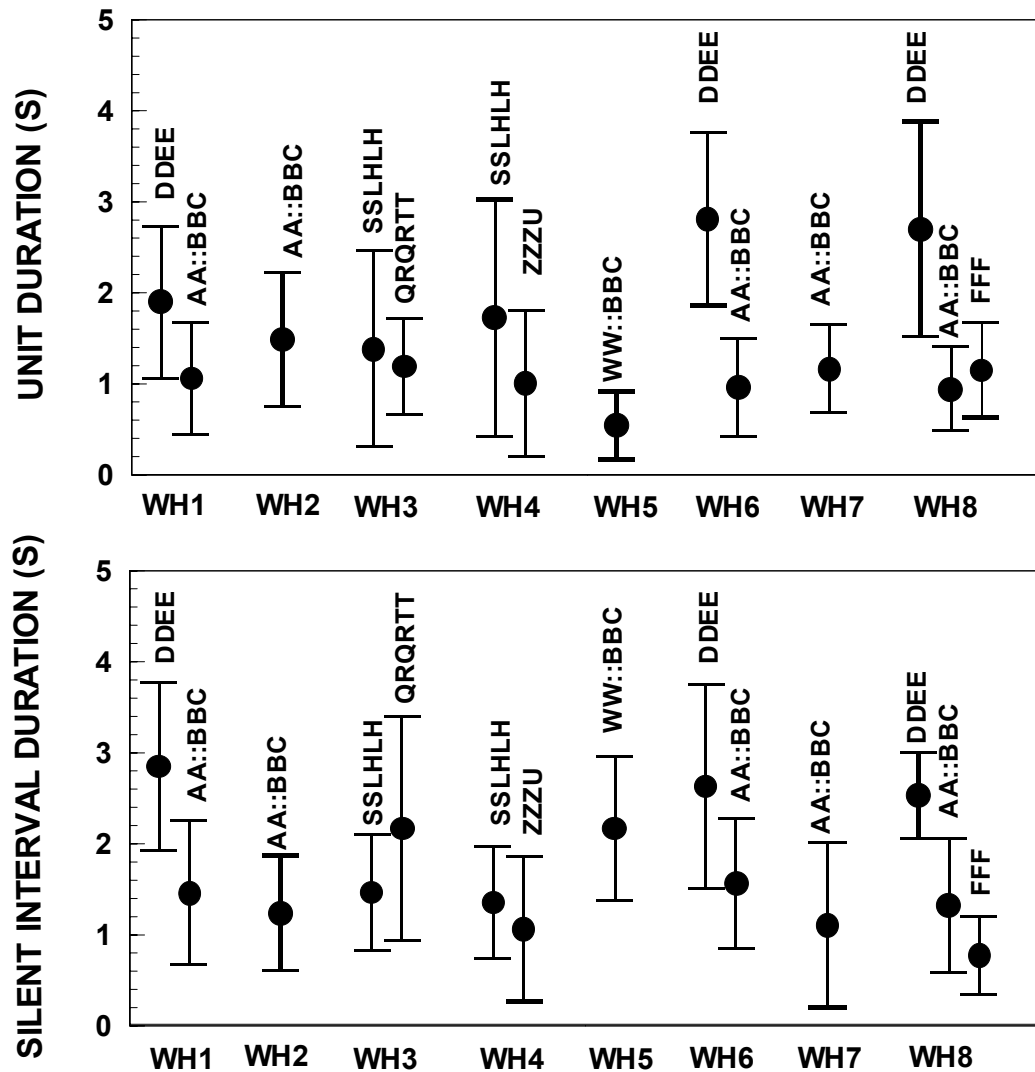 UNIT DURATION (S)
5
4
3
2
1
0
DDEE
AA::BBC
AA::BBC
SSLHLH
QRQRTT
SSLHLH
ZZZU
WW::BBC
DDEE
AA::BBC
AA::BBC
DDEE
AA::BBC
FFF
WH1 WH2 WH3 WH4 WH5 WH6 WH7 WH8
SILENT INTERVAL DURATION (S)
5
4
3
2
1
0
DDEE
AA::BBC
AA::BBC
SSLHLH
QRQRTT
SSLHLH
ZZZU
WW::BBC
DDEE
AA::BBC
AA::BBC
DDEE
AA::BBC
FFF
WH1 WH2 WH3 WH4 WH5 WH6 WH7 WH8